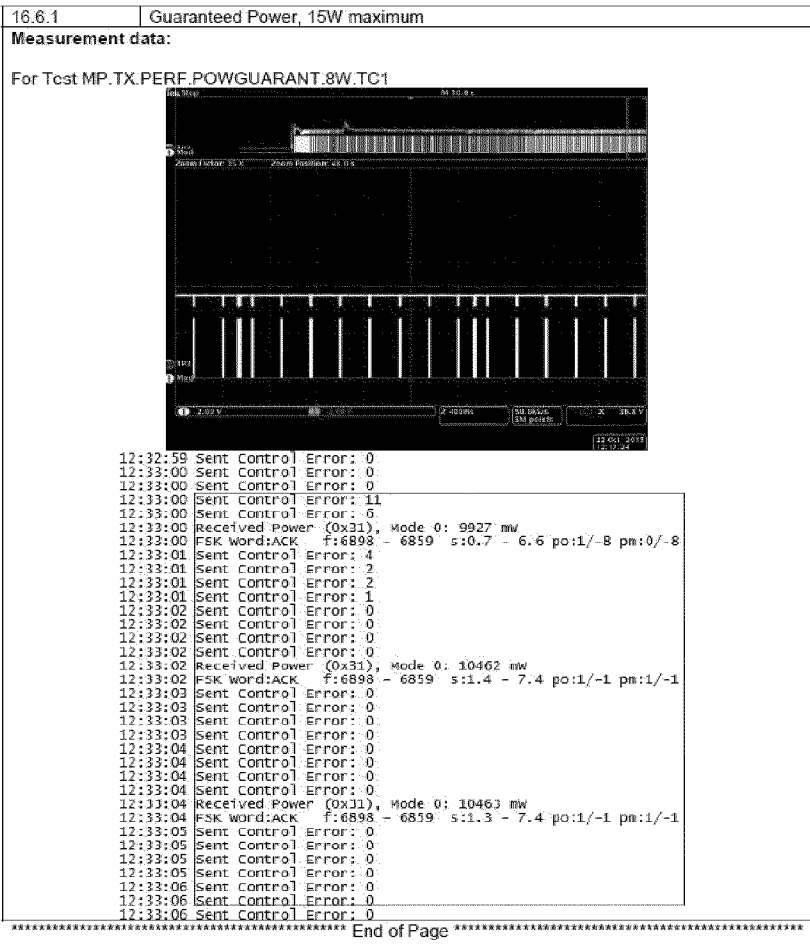 16.6.1 Guaranteed Power, 15W maximum
Measurement data:
For Test MP.TX.PERF.POWGUARANT.8W.TC1
Zoom Factor: 25 X Zoom Position:
2.00 V
5M points
12:32:59 Sent Control Error: 0
12:33:00 Sent Control Error: 0
12:33:00 Sent Control Error: 0
12:33:00 Sent Control Error: 11
12:33:00 Sent Control Error: 6
12:33:00 Received Power (0x31), Mode 0: 9927 mW
12:33:00 FSK Word:ACK f:6898 - 6859 s:0.7 - 6.6 po:1/-8 pm:0/-8
12:33:01 Sent Control Error: 4
12:33:01 Sent Control Error: 2
12:33:01 Sent Control Error: 2
12:33:01 Sent Control Error: 1
12:33:02 Sent Control Error: 0
12:33:02 Sent Control Error: 0
12:33:02 Sent Control Error: 0
12:33:02 Sent Control Error: 0
12:33:02 Received Power (0x31), Mode 0: 10462 mW
12:33:02 FSK Word:ACK f:6898 - 6859 s:1.4 - 7.4 po:1/-1 pm:1/-1
12:33:03 Sent Control Error: 0
12:33:03 Sent Control Error: 0
12:33:03 Sent Control Error: 0
12:33:03 Sent Control Error: 0
12:33:04 Sent Control Error: 0
12:33:04 Sent Control Error: 0
12:33:04 Sent Control Error: 0
12:33:04 Sent Control Error: 0
12:33:04 Received Power (0x31), Mode 0: 10463 mW
12:33:04 FSK Word:ACK f:6898 - 6859 s:1.3 - 7.4 po:1/-1 pm:1/-1
12:33:05 Sent Control Error: 0
12:33:05 Sent Control Error: 0
12:33:05 Sent Control Error: 0
12:33:05 Sent Control Error: 0
12:33:06 Sent Control Error: 0
12:33:06 Sent Control Error: 0
12:33:06 Sent Control Error: 0
************************************************ End of Page **************************************************